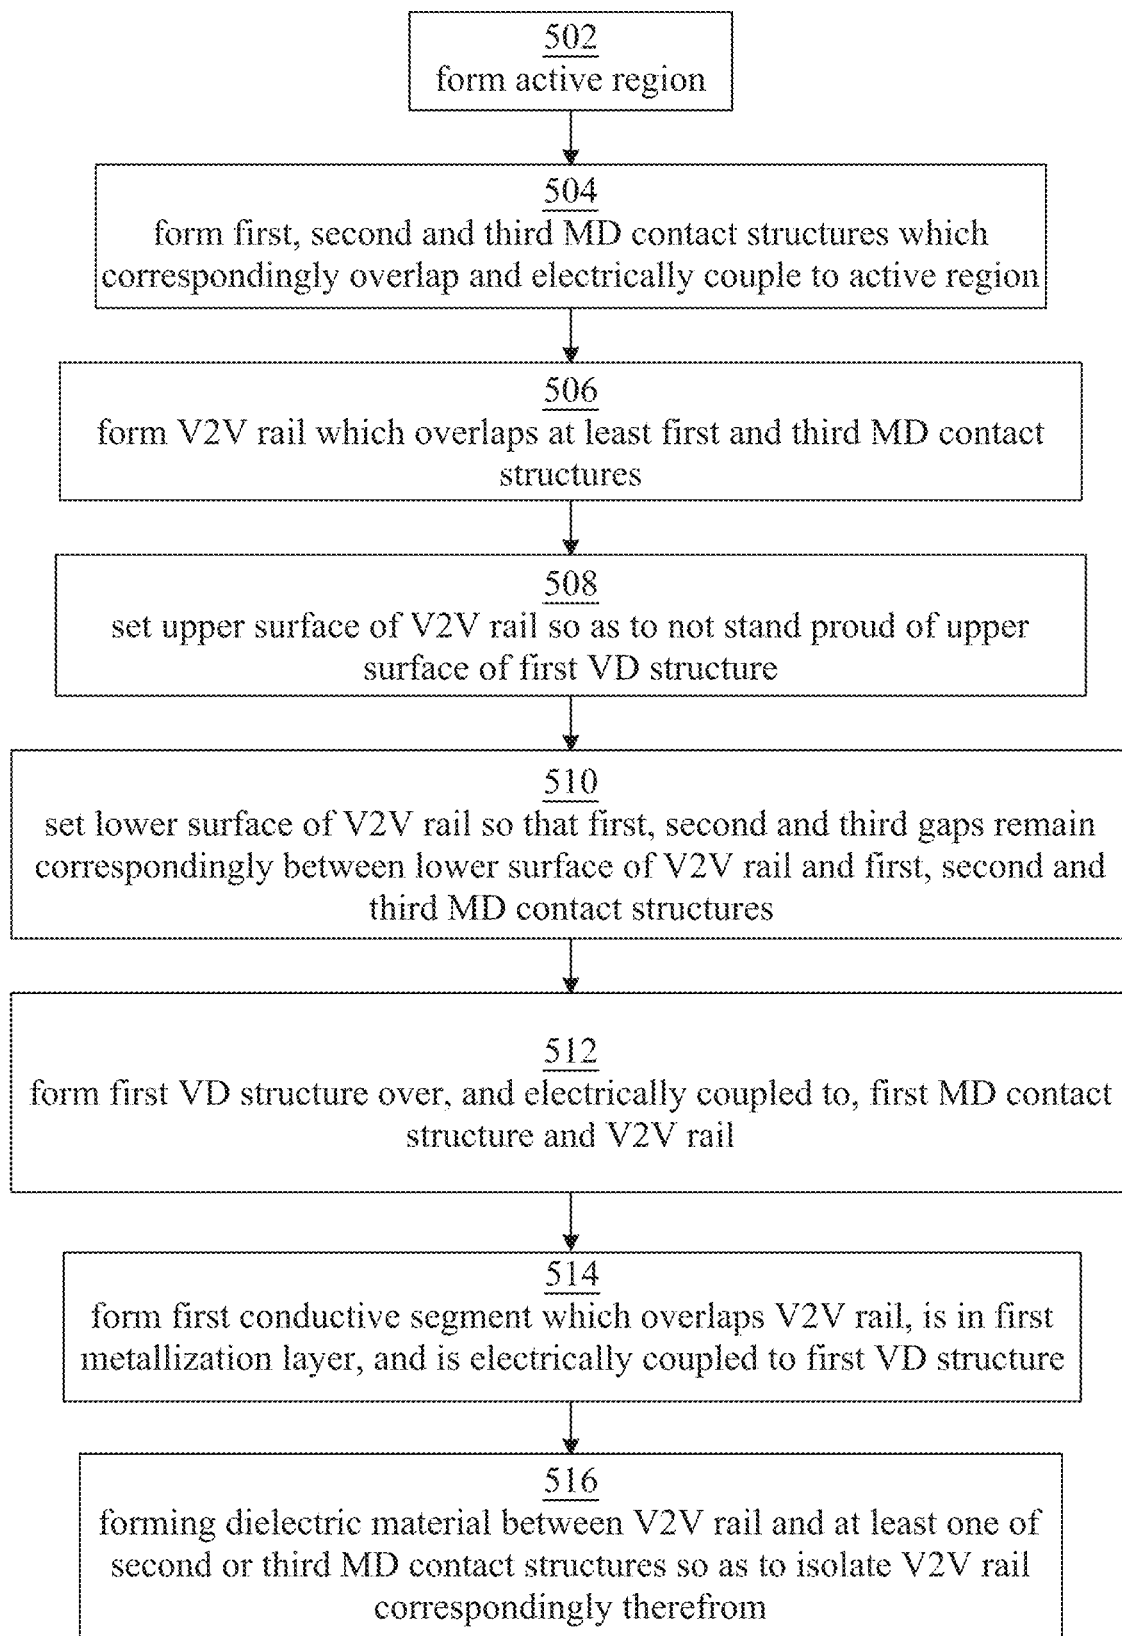 502
form active region
504
form first, second and third MD contact structures which
correspondingly overlap and electrically couple to active region
506
form V2V rail which overlaps at least first and third MD contact
structures
508
set upper surface of V2V rail so as to not stand proud of upper
surface of first VD structure
510
set lower surface of V2V rail so that first, second and third gaps remain
correspondingly between lower surface of V2V rail and first, second and
third MD contact structures
512
form first VD structure over, and electrically coupled to, first MD contact
structure and V2V rail
514
form first conductive segment which overlaps V2V rail, is in first
metallization layer, and is electrically coupled to first VD structure
516
forming dielectric material between V2V rail and at least one of
second or third MD contact structures so as to isolate V2V rail
correspondingly therefrom